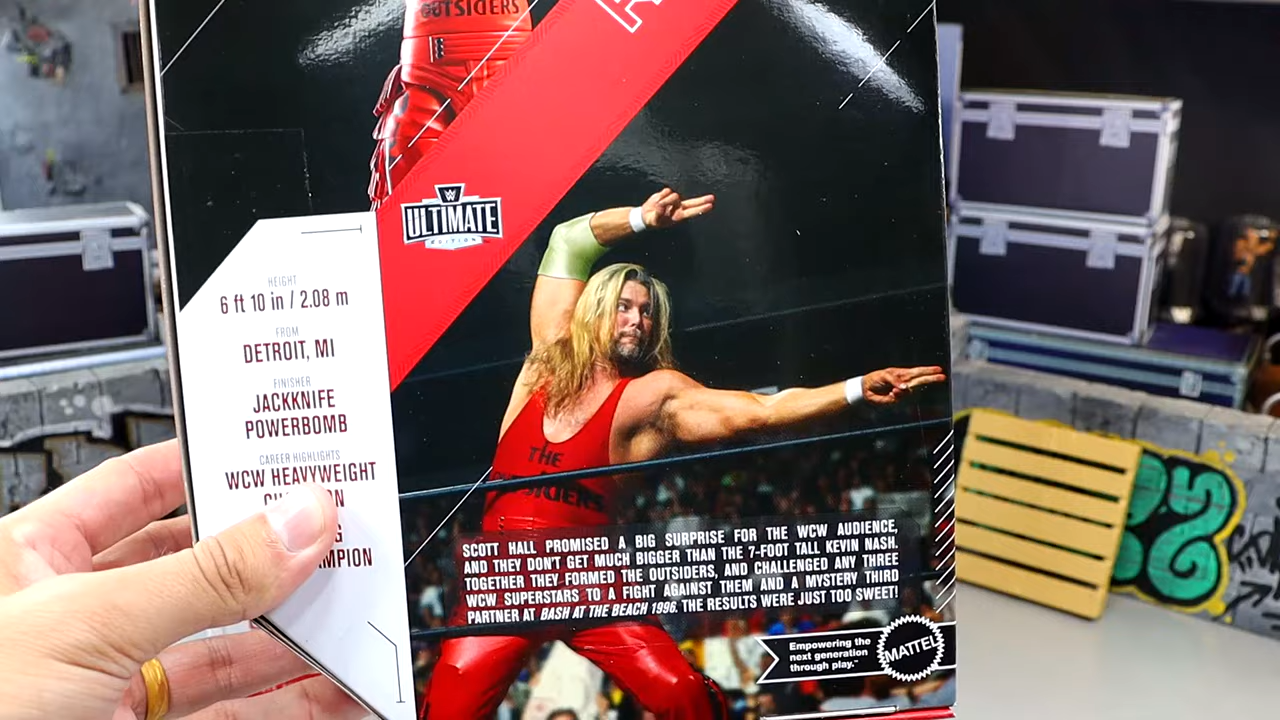 OUTSIDERS
W
ULTIMATE
EDITION
HEIGHT
6 ft 10 in / 2.08 m
FROM
DETROIT, MI
FINISHER
JACKKNIFE
POWERBOMB
CAREER HIGHLIGHTS
WCW HEAVYWEIGHT
THE
OUTSIDERS
SCOTT HALL PROMISED A BIG SURPRISE FOR THE WCW AUDIENCE,
AND THEY DON'T GET MUCH BIGGER THAN THE 7-FOOT TALL KEVIN NASH.
TOGETHER THEY FORMED THE OUTSIDERS, AND CHALLENGED ANY THREE
WCW SUPERSTARS TO A FIGHT AGAINST THEM AND A MYSTERY THIRD
PARTNER AT BASH AT THE BEACH 1996. THE RESULTS WERE JUST TOO SWEET!
Empowering the
next generation
through play.™
MATTEL